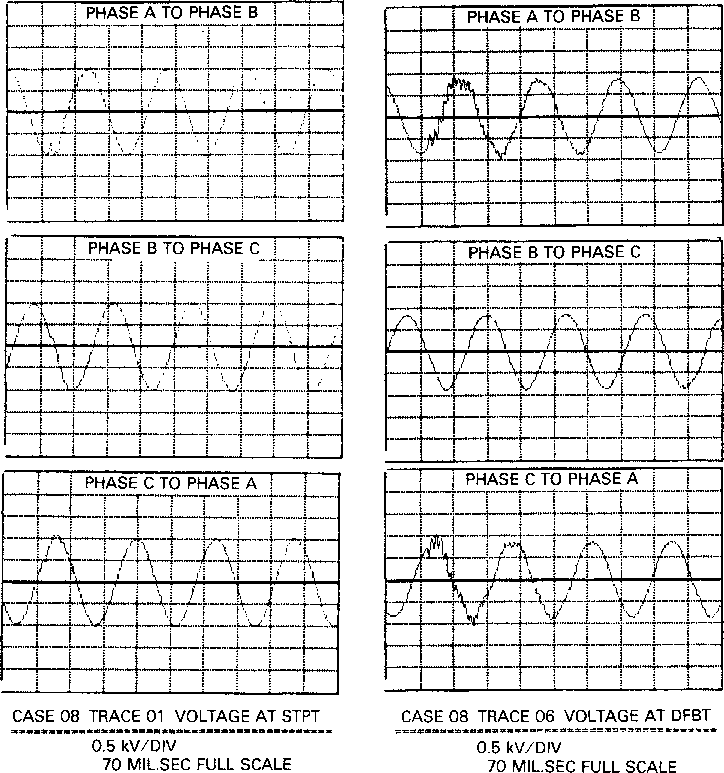 PHASE A TO PHASE B
PHASE B TO PHASE C
PHASE C TO PHASE A
CASE 08 TRACE 01 VOLTAGE AT STPT
0.5 kV/DIV
70 MIL.SEC FULL SCALE
PHASE A TO PHASE B
PHASE B TO PHASE C
PHASE C TO PHASE A
CASE 08 TRACE 06 VOLTAGE AT DFBT
0.5 kV/DIV
70 MIL.SEC FULL SCALE